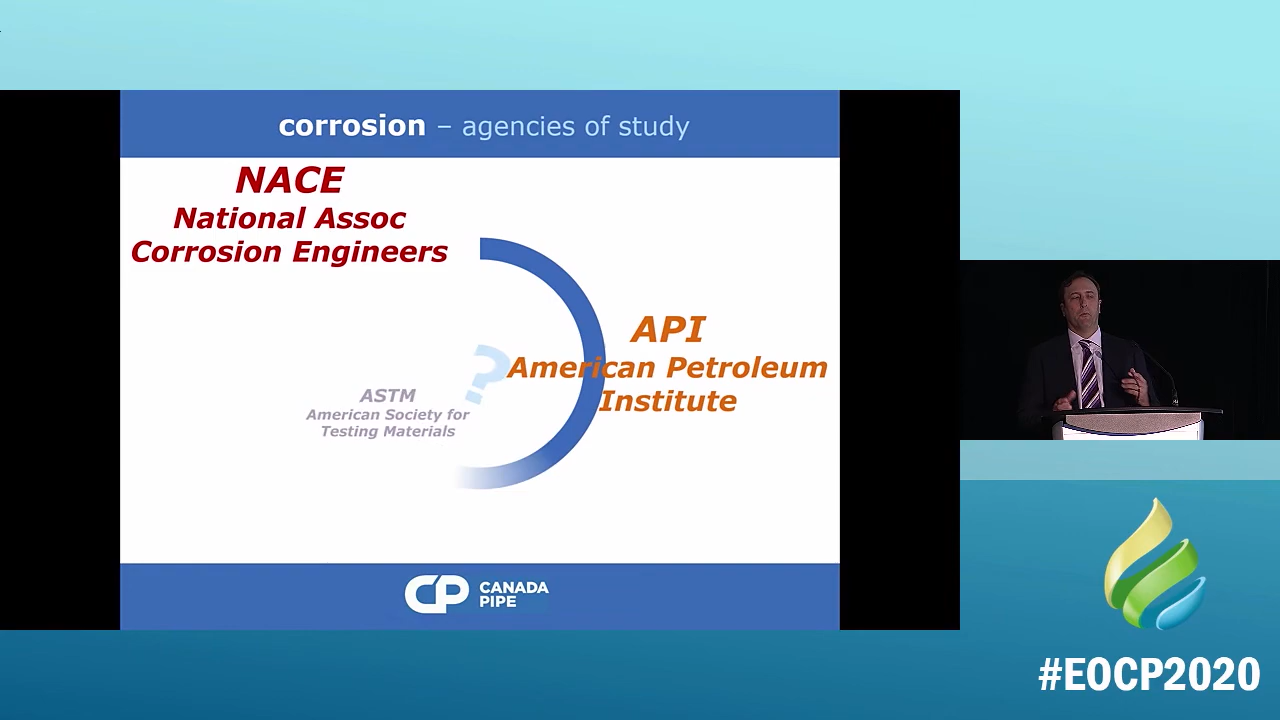 corrosion – agencies of study
NACE
National Assoc
Corrosion Engineers
API
American Petroleum
Institute
?
ASTM
American Society for
Testing Materials
CP CANADA
PIPE
#EOCP2020